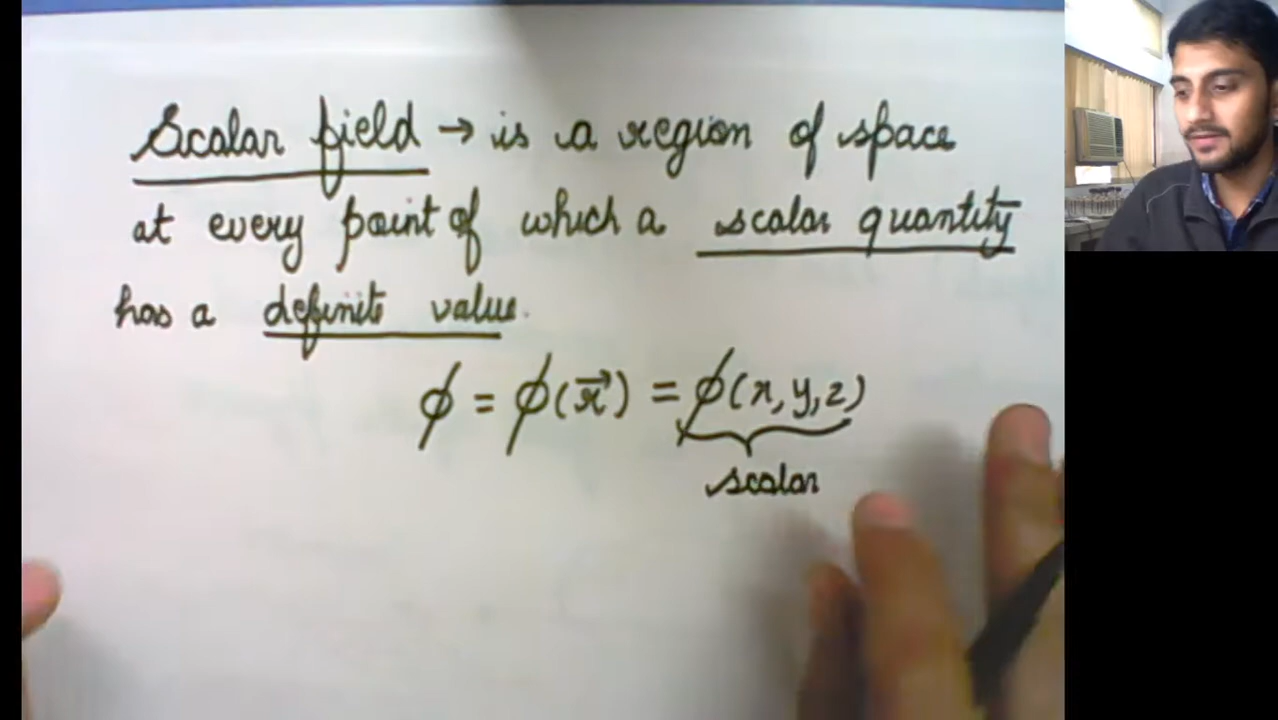 Scalar field → is a region of space
at every point of which a scalar quantity
has a definite value.
ϕ = ϕ(r⃗) = ϕ(x, y, z)
scalar